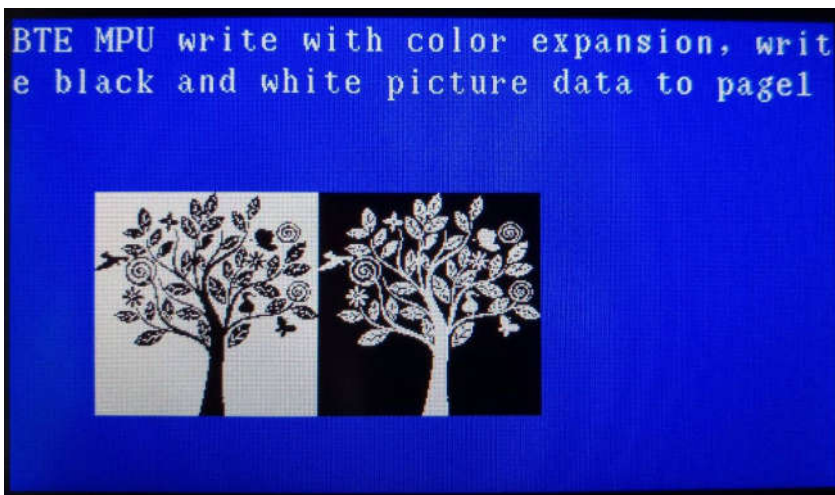 BTE MPU write with color expansion, writ
e black and white picture data to page1